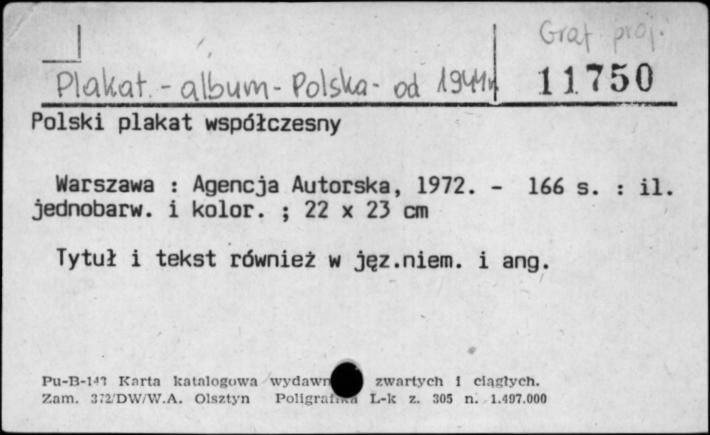 Graf proj.
Plakat. - album - Polska - od 1944r
11750
Polski plakat współczesny
Warszawa : Agencja Autorska, 1972. - 166 s. : il.
jednobarw. i kolor. ; 22 x 23 cm
Tytuł i tekst również w jęz.niem. i ang.
Pu-B-143 Karta katalogowa wydawn zwartych i ciągłych.
Zam. 372/DW/W.A. Olsztyn Poligrafika Ł-k z. 305 n. 1.497.000